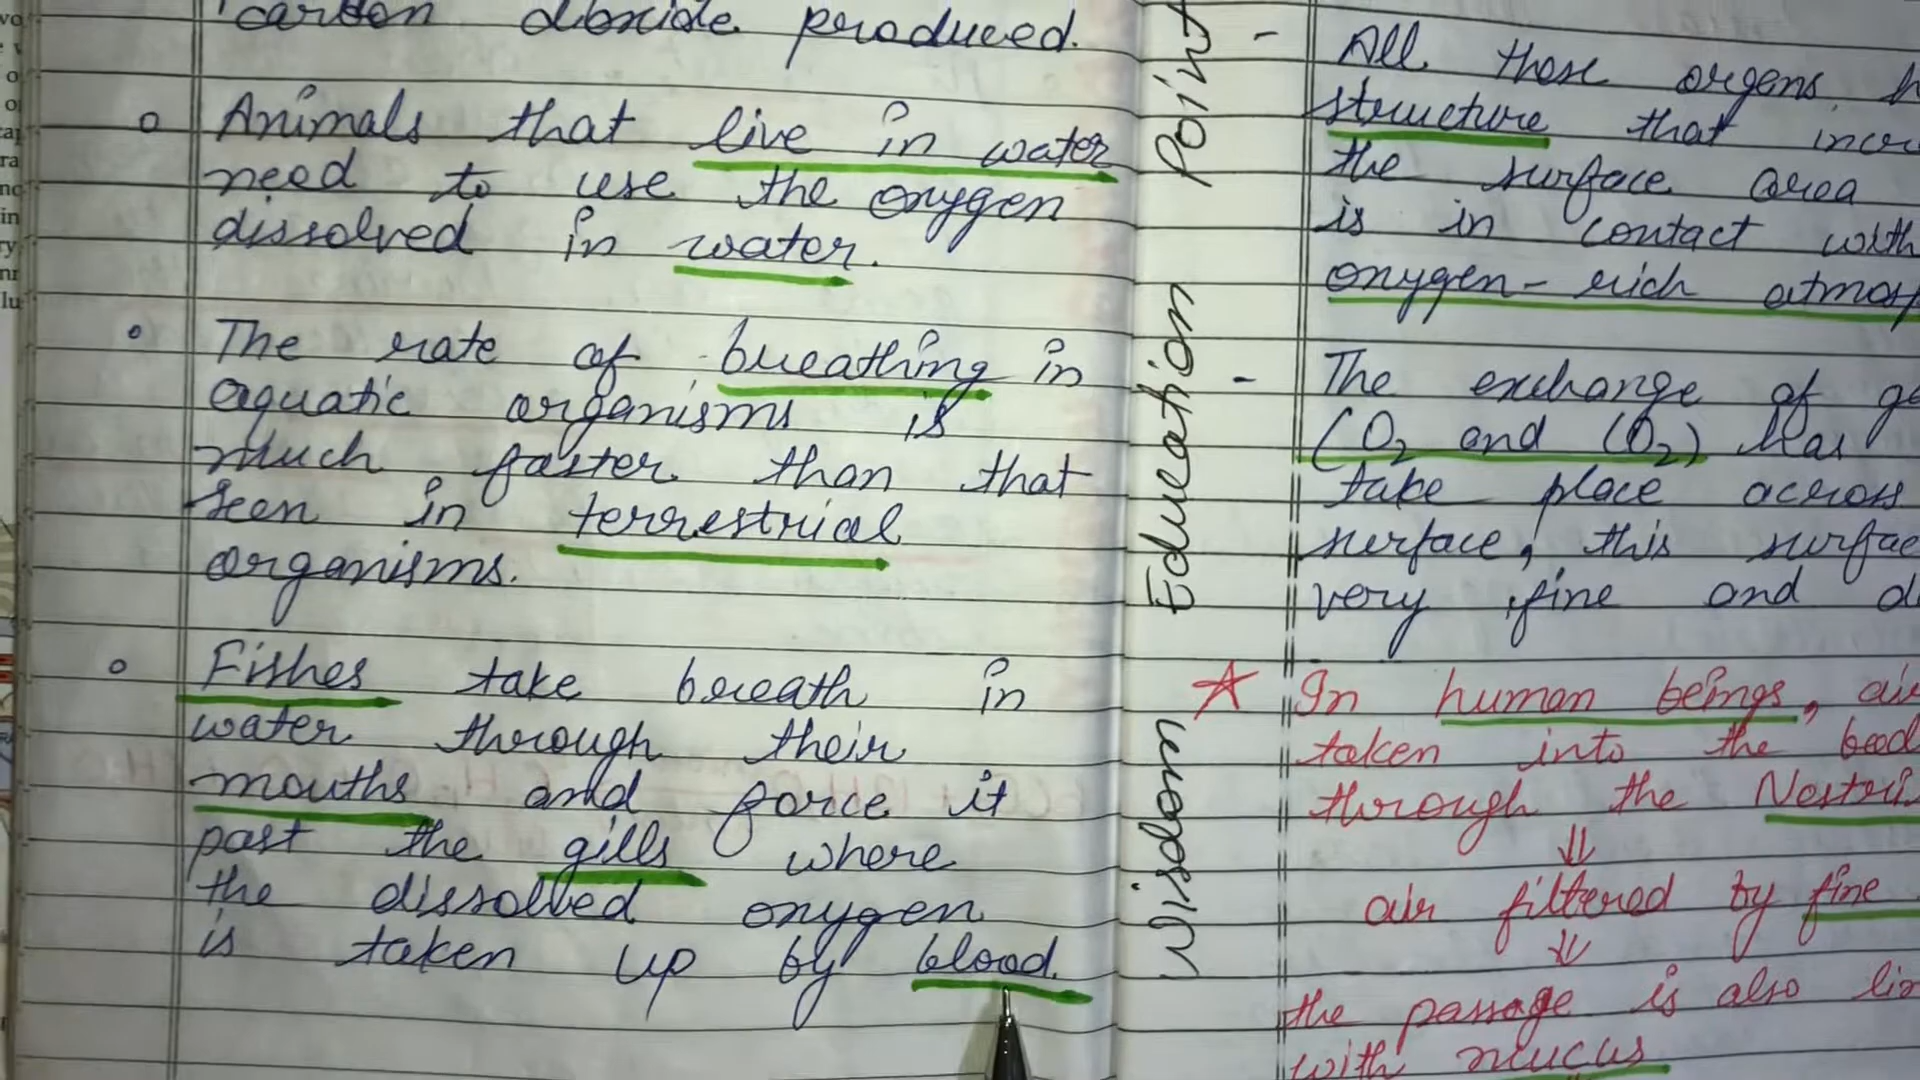 carbon dioxide produced.
Animals that live in water
need to use the oxygen
dissolved in water.
The rate of breathing in
aquatic organisms is
much faster than that
seen in terrestrial
organisms.
Fishes take breath in
water through their
mouths and force it
past the gills where
the dissolved oxygen
is taken up by blood.
Wisdom Education Point
- All these orgens
structure that
the surface area
is in contact with
oxygen-rich
- The exchange of
(O2 and CO2) has
take place across
surface, this
very fine and
In human beings,
taken into the
through the
⇓
air filtered by fine
⇓
the passage is also
with mucus